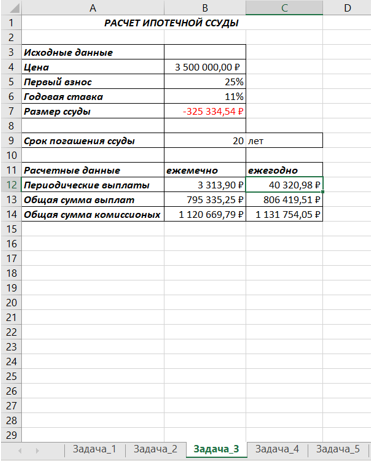 A B C D
1 РАСЧЕТ ИПОТЕЧНОЙ ССУДЫ
2
3 Исходные данные
4 Цена 3 500 000,00 ₽
5 Первый взнос 25%
6 Годовая ставка 11%
7 Размер ссуды -325 334,54 ₽
8
9 Срок погашения ссуды 20 лет
10
11 Расчетные данные ежемечно ежегодно
12 Периодические выплаты 3 313,90 ₽ 40 320,98 ₽
13 Общая сумма выплат 795 335,25 ₽ 806 419,51 ₽
14 Общая сумма комиссионых 1 120 669,79 ₽ 1 131 754,05 ₽
15
16
17
18
19
20
21
22
23
24
25
26
27
28
29
Задача_1 Задача_2 Задача_3 Задача_4 Задача_5